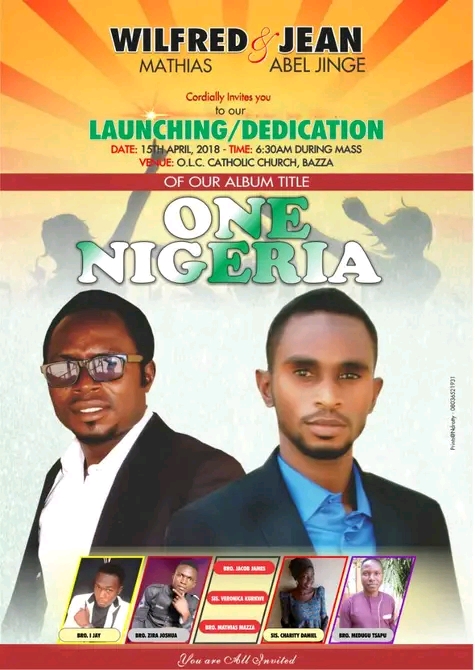 WILFRED & JEAN
MATHIAS ABEL JINGE
Cordially Invites you
to our
LAUNCHING/DEDICATION
DATE: 15TH APRIL, 2018 - TIME: 6:30AM DURING MASS
VENUE: O.L.C. CATHOLIC CHURCH, BAZZA
OF OUR ALBUM TITLE
ONE
NIGERIA
08036521931
BRO. I JAY
BRO. ZIRA JOSHUA
BRO. JACOB JAMES
SIS. VERONICA KURIKWE
BRO. MATHIAS MAZZA
SIS. CHARITY DANIEL
BRO. MEDUGU TSAPU
You are All Invited